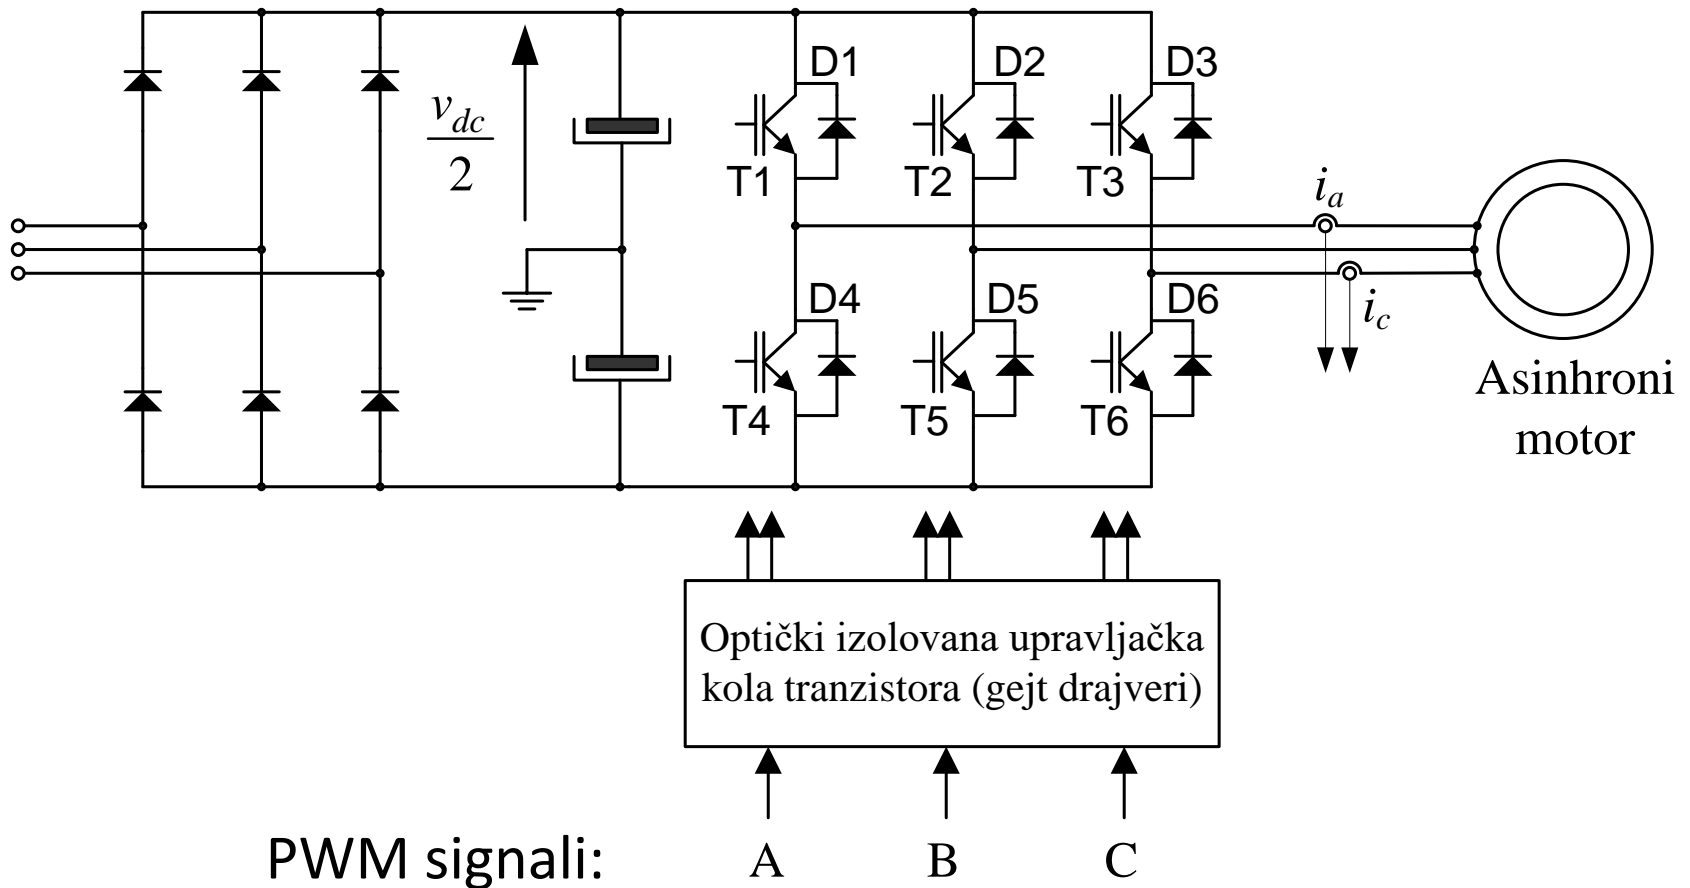 D1 D2 D3
v_dc
2
T1 T2 T3
i_a
D4 D5 D6
i_c
T4 T5 T6
Asinhroni
motor
Optički izolovana upravljačka
kola tranzistora (gejt drajveri)
PWM signali: A B C